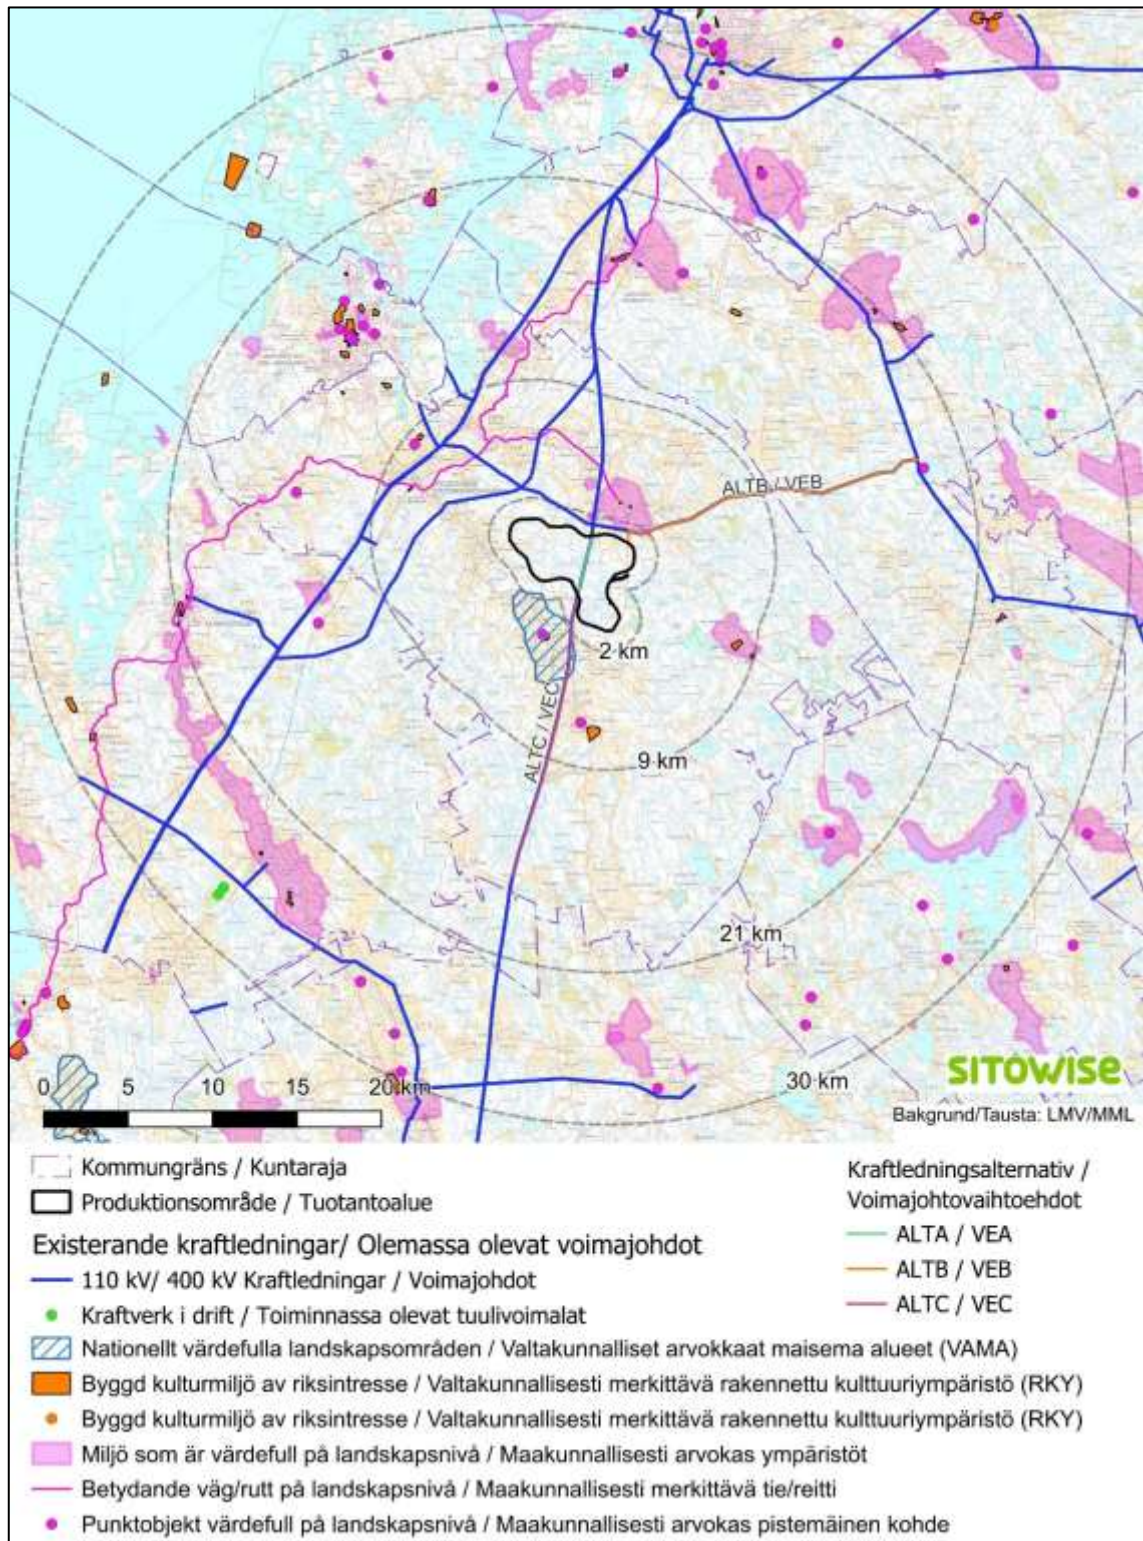 ALTB / VEB
2 km
ALTC / VEC
9 km
21 km
30 km
0 5 10 15 20 km
SITOWISE
Bakgrund/Tausta: LMV/MML
Kommungräns / Kuntaraja
Produktionsområde / Tuotantoalue
Existerande kraftledningar/ Olemassa olevat voimajohdot
110 kV/ 400 kV Kraftledningar / Voimajohdot
Kraftverk i drift / Toiminnassa olevat tuulivoimalat
Nationellt värdefulla landskapsområden / Valtakunnalliset arvokkaat maisema alueet (VAMA)
Byggd kulturmiljö av riksintresse / Valtakunnallisesti merkittävä rakennettu kulttuuriympäristö (RKY)
Byggd kulturmiljö av riksintresse / Valtakunnallisesti merkittävä rakennettu kulttuuriympäristö (RKY)
Miljö som är värdefull på landskapsnivå / Maakunnallisesti arvokas ympäristöt
Betydande väg/rutt på landskapsnivå / Maakunnallisesti merkittävä tie/reitti
Punktobjekt värdefull på landskapsnivå / Maakunnallisesti arvokas pistemäinen kohde
Kraftledningsalternativ /
Voimajohtovaihtoehdot
ALTA / VEA
ALTB / VEB
ALTC / VEC